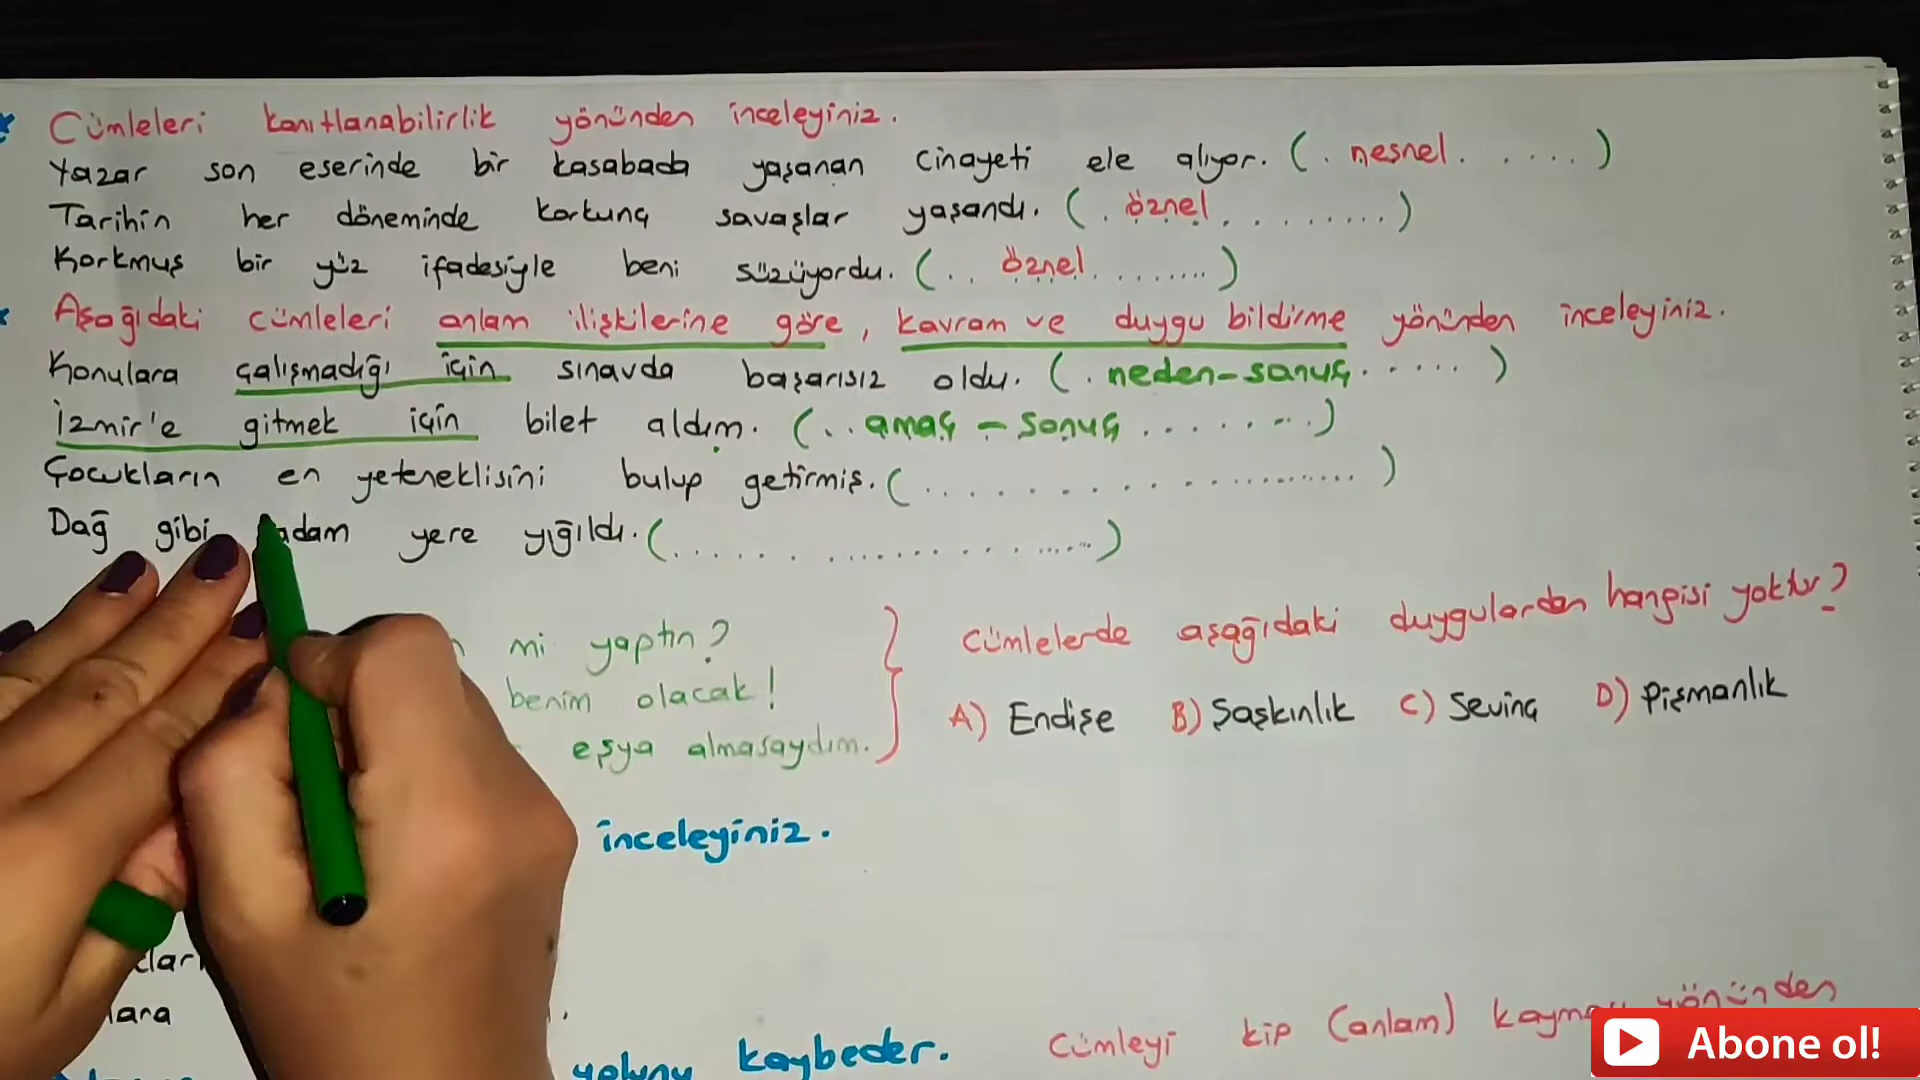 Cümleleri kanıtlanabilirlik yönünden inceleyiniz.
Yazar son eserinde bir kasabada yaşanan cinayeti ele alıyor. (. nesnel. .....)
Tarihin her döneminde korkunç savaşlar yaşandı. (. öznel. ........)
Korkmuş bir yüz ifadesiyle beni süzüyordu. (.. öznel. .......)
Aşağıdaki cümleleri anlam ilişkilerine göre, kavram ve duygu bildirme yönünden inceleyiniz.
Konulara çalışmadığı için sınavda başarısız oldu. (. neden-sonuç.....)
İzmir'e gitmek için bilet aldım. (.. amaç - sonuç ........)
Çocukların en yeteneklisini bulup getirmiş. (....................)
Dağ gibi adam yere yığıldı. (....................)
mi yaptın?
benim olacak!
eşya almasaydım.
Cümlelerde aşağıdaki duygulardan hangisi yoktur?
A) Endişe B) Şaşkınlık C) Sevinç D) Pişmanlık
inceleyiniz.
yolunu kaybeder.
Cümleyi kip (anlam) yönünden
Abone ol!